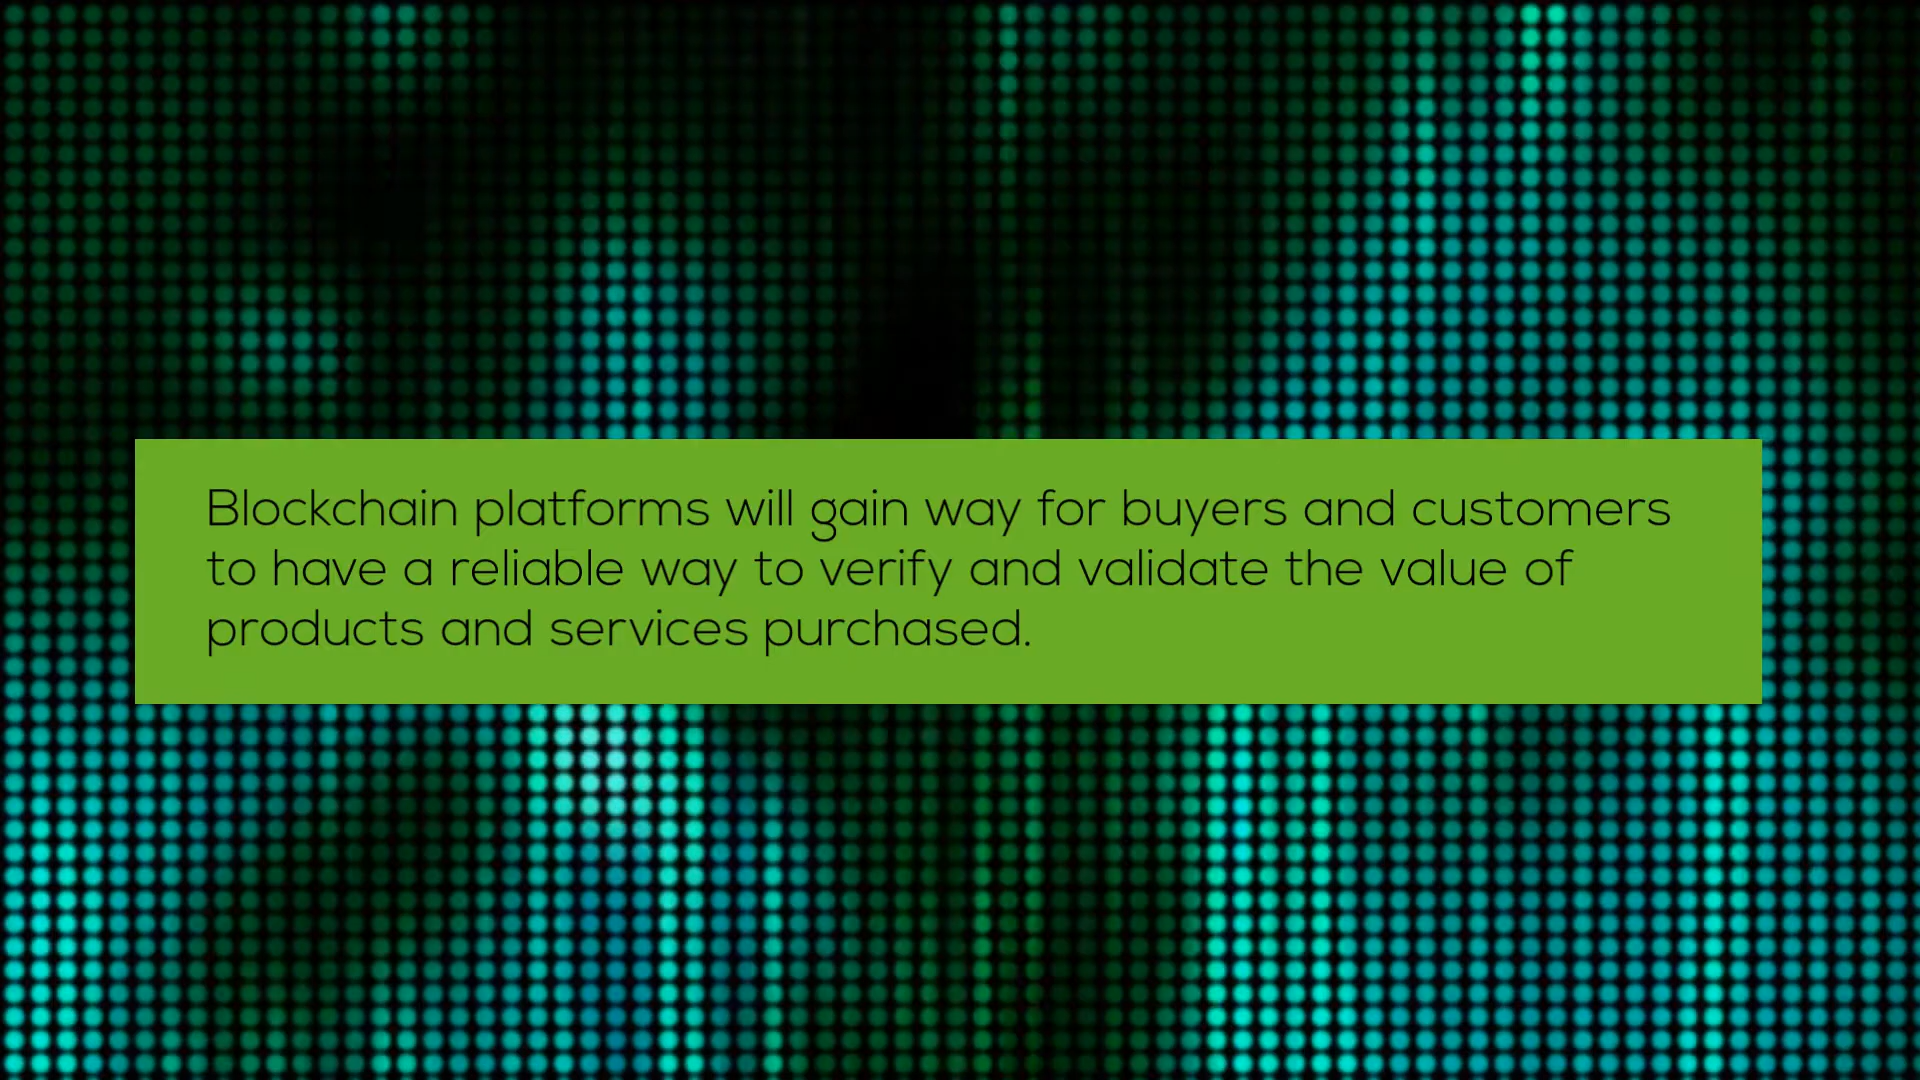 Blockchain platforms will gain way for buyers and customers
to have a reliable way to verify and validate the value of
products and services purchased.